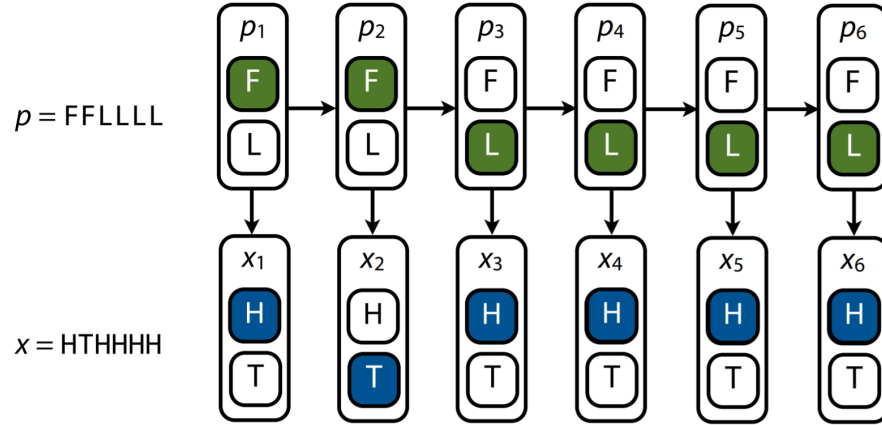 p₁ p₂ p₃ p₄ p₅ p₆
F F F F F F
p = FFLLLL
L L L L L L
x₁ x₂ x₃ x₄ x₅ x₆
H H H H H H
x = HTHHHH
T T T T T T